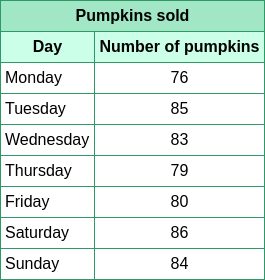 Pumpkins sold
Day Number of pumpkins
Monday 76
Tuesday 85
Wednesday 83
Thursday 79
Friday 80
Saturday 86
Sunday 84